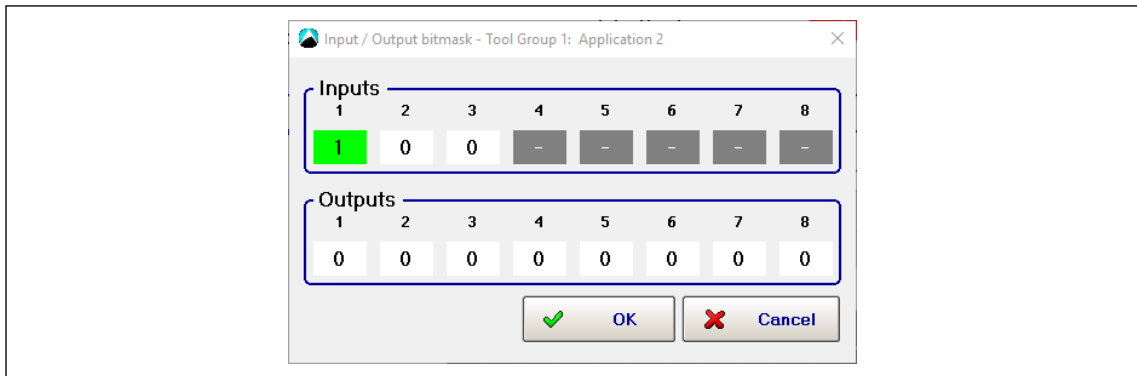 Input / Output bitmask - Tool Group 1: Application 2
Inputs
1 2 3 4 5 6 7 8
1 0 0 - - - - -
Outputs
1 2 3 4 5 6 7 8
0 0 0 0 0 0 0 0
OK Cancel